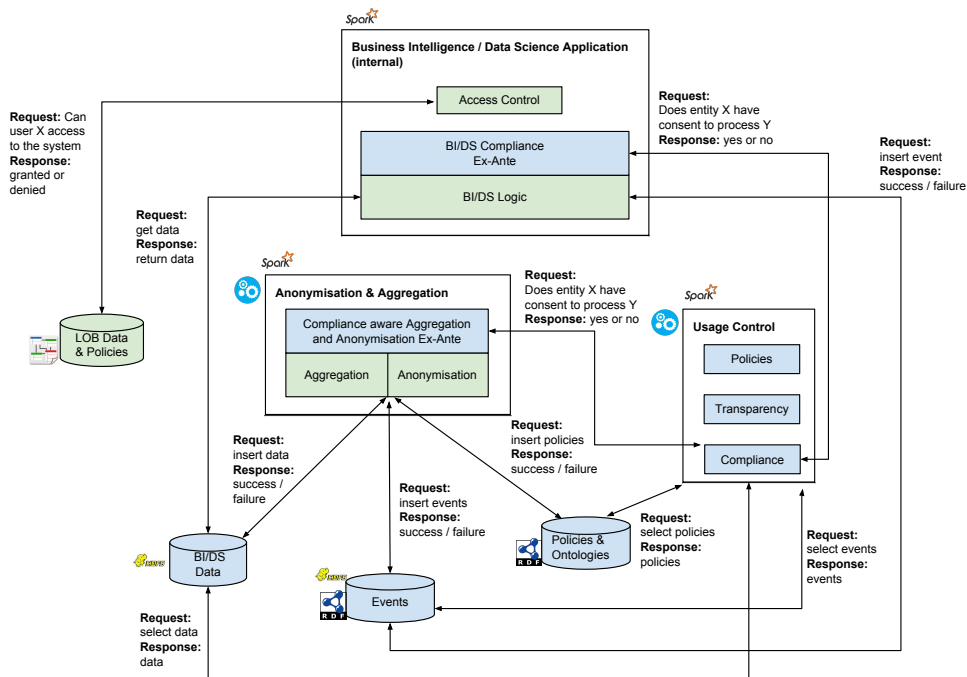 Spark
Business Intelligence / Data Science Application
(internal)
Access Control
BI/DS Compliance
Ex-Ante
BI/DS Logic
Request: Can
user X access
to the system
Response:
granted or
denied
Request:
Does entity X have
consent to process Y
Response: yes or no
Request:
insert event
Response:
success / failure
Request:
get data
Response:
return data
Spark
Anonymisation & Aggregation
Compliance aware Aggregation
and Anonymisation Ex-Ante
Aggregation
Anonymisation
Request:
Does entity X have
consent to process Y
Response: yes or no
Spark
Usage Control
Policies
Transparency
Compliance
LOB Data
& Policies
Request:
insert data
Response:
success /
failure
Request:
insert events
Response:
success / failure
Request:
insert policies
Response:
success / failure
Request:
select policies
Response:
policies
Request:
select events
Response:
events
BI/DS
Data
Policies &
Ontologies
RDF
Events
RDF
Request:
select data
Response:
data